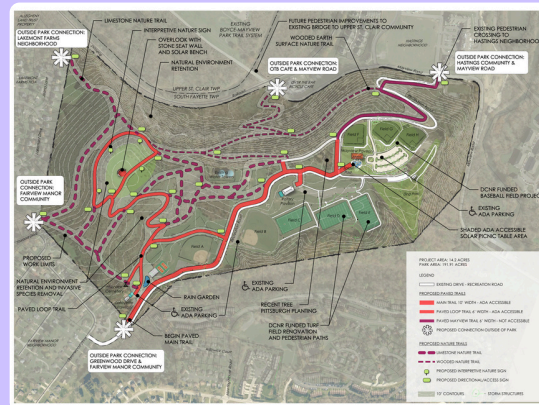 LIMESTONE NATURE TRAIL
INTERPRETIVE NATURE SIGN
OVERLOOK WITH
STONE SEAT WALL
AND SOLAR BENCH
NATURAL ENVIRONMENT
RETENTION
EXISTING
BOYCE-MAYVIEW
PARK TRAIL SYSTEM
FUTURE PEDESTRIAN IMPROVEMENTS TO
EXISTING BRIDGE TO UPPER ST. CLAIR COMMUNITY
WOODED EARTH
SURFACE NATURE TRAIL
EXISTING PEDESTRIAN
CROSSING TO
HASTINGS NEIGHBORHOOD
OUTSIDE PARK CONNECTION:
LAKEMONT FARMS
NEIGHBORHOOD
OUTSIDE PARK CONNECTION:
OTB CAFE & MAYVIEW ROAD
OUTSIDE PARK CONNECTION:
HASTINGS COMMUNITY &
MAYVIEW ROAD
UPPER ST. CLAIR TWP
SOUTH FAYETTE TWP
OUTSIDE PARK
CONNECTION:
FAIRVIEW MANOR
COMMUNITY
DCNR FUNDED
BASEBALL FIELD PROJECT
EXISTING
ADA PARKING
SHADED ADA ACCESSIBLE
SOLAR PICNIC TABLE AREA
PROPOSED
WORK LIMITS
NATURAL ENVIRONMENT
RETENTION AND INVASIVE
SPECIES REMOVAL
PAVED LOOP TRAIL
RAIN GARDEN
EXISTING
ADA PARKING
BEGIN PAVED
MAIN TRAIL
EXISTING
ADA PARKING
RECENT TREE
PITTSBURGH PLANTING
DCNR FUNDED TURF
FIELD RENOVATION
AND PEDESTRIAN PATHS
OUTSIDE PARK CONNECTION:
GREENWOOD DRIVE &
FAIRVIEW MANOR COMMUNITY
PROJECT AREA: 14.2 ACRES
LEGEND
EXISTING DRIVE - RECREATION ROAD
PROPOSED PAVED TRAILS
MAIN TRAIL 10' WIDTH - ADA ACCESSIBLE
PAVED LOOP TRAIL 6' WIDTH - ADA ACCESSIBLE
PAVED MAYVIEW TRAIL 6' WIDTH - NOT ACCESSIBLE
PROPOSED CONNECTION OUTSIDE OF PARK
PROPOSED NATURE TRAILS
LIMESTONE NATURE TRAIL
WOODED NATURE TRAIL
PROPOSED INTERPRETIVE NATURE SIGN
PROPOSED DIRECTIONAL/ACCESS SIGN
10' CONTOURS
STORM STRUCTURES